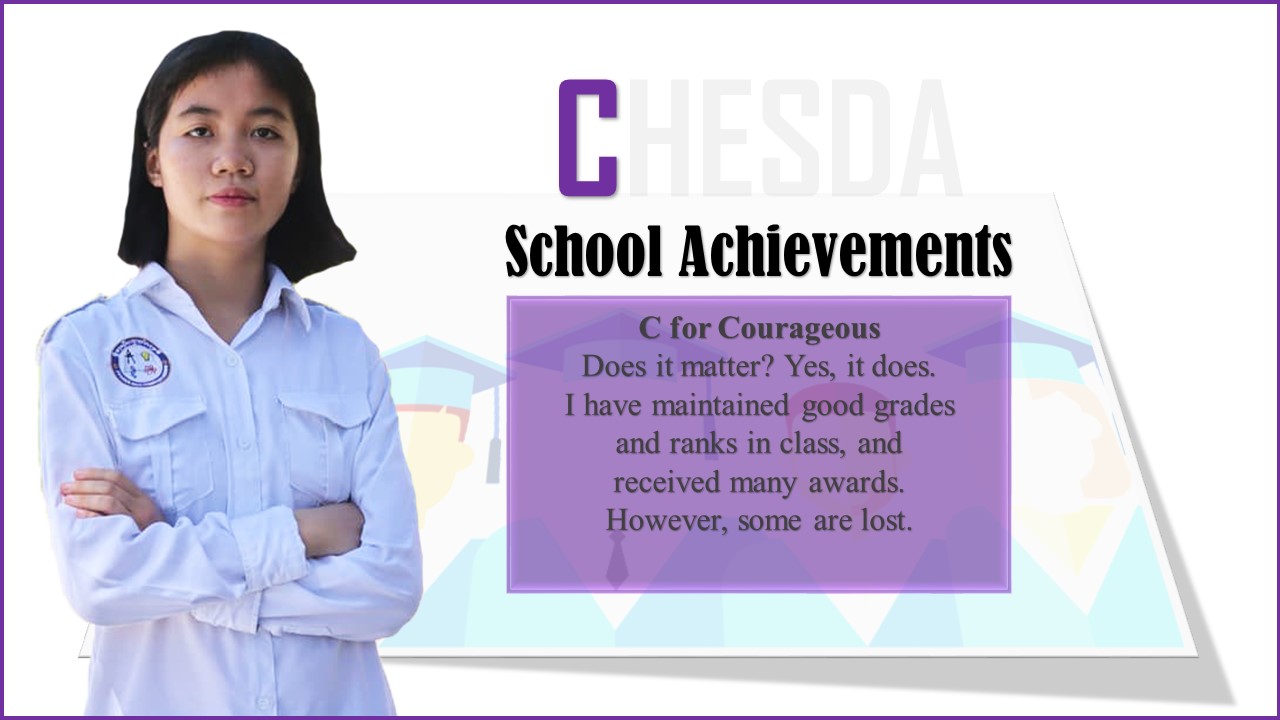 CHESDA
School Achievements
C for Courageous
Does it matter? Yes, it does.
I have maintained good grades
and ranks in class, and
received many awards.
However, some are lost.